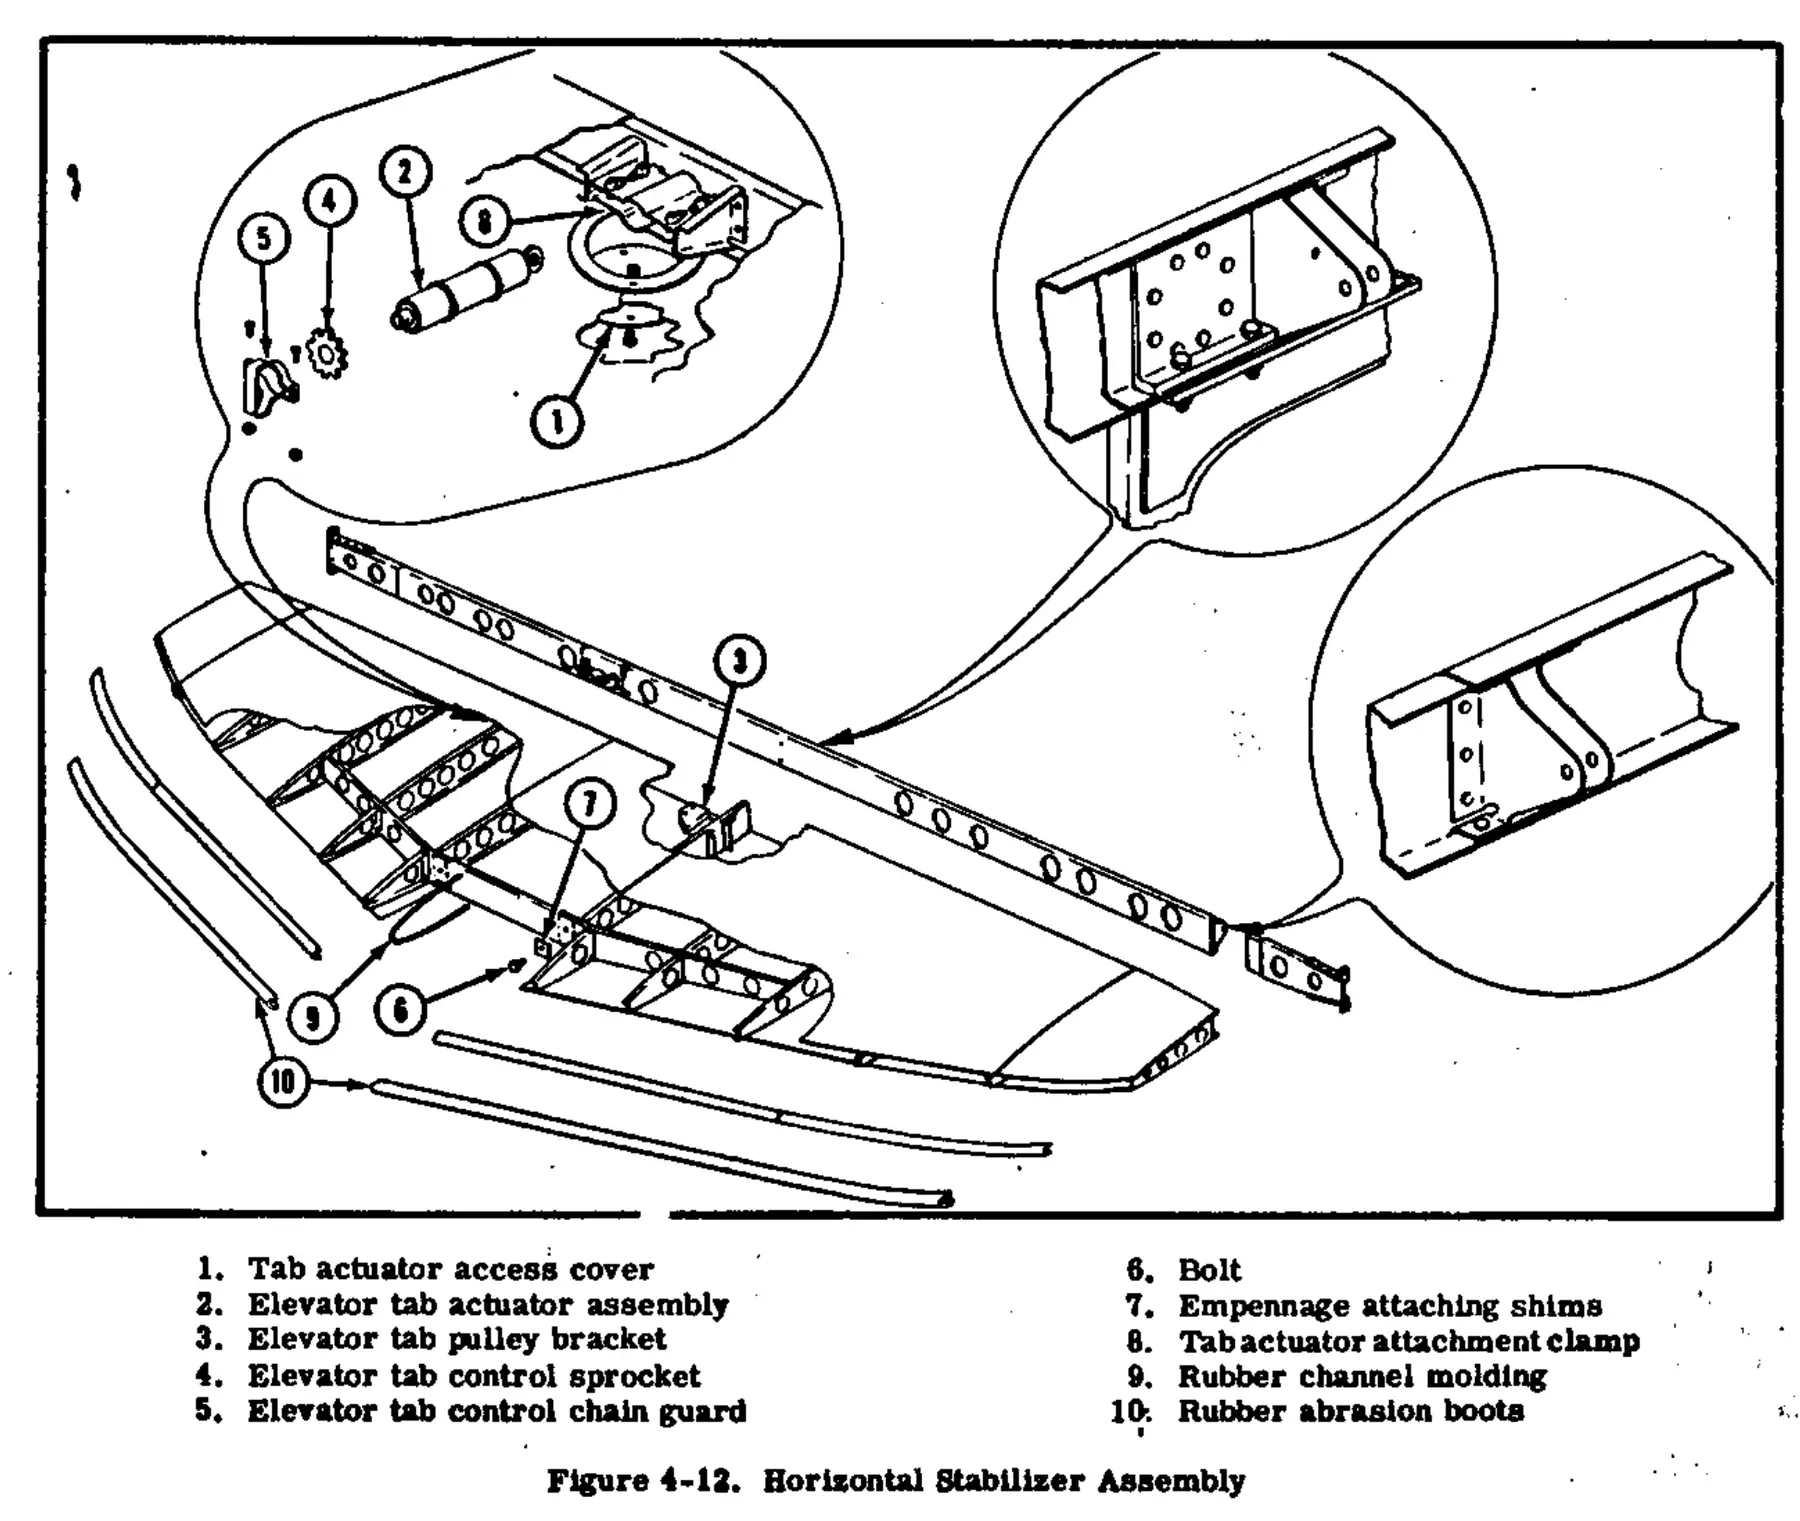 2
4
8
5
1
3
7
9
6
10
1. Tab actuator access cover
2. Elevator tab actuator assembly
3. Elevator tab pulley bracket
4. Elevator tab control sprocket
5. Elevator tab control chain guard
6. Bolt
7. Empennage attaching shims
8. Tab actuator attachment clamp
9. Rubber channel molding
10. Rubber abrasion boots
Figure 4-12. Horizontal Stabilizer Assembly